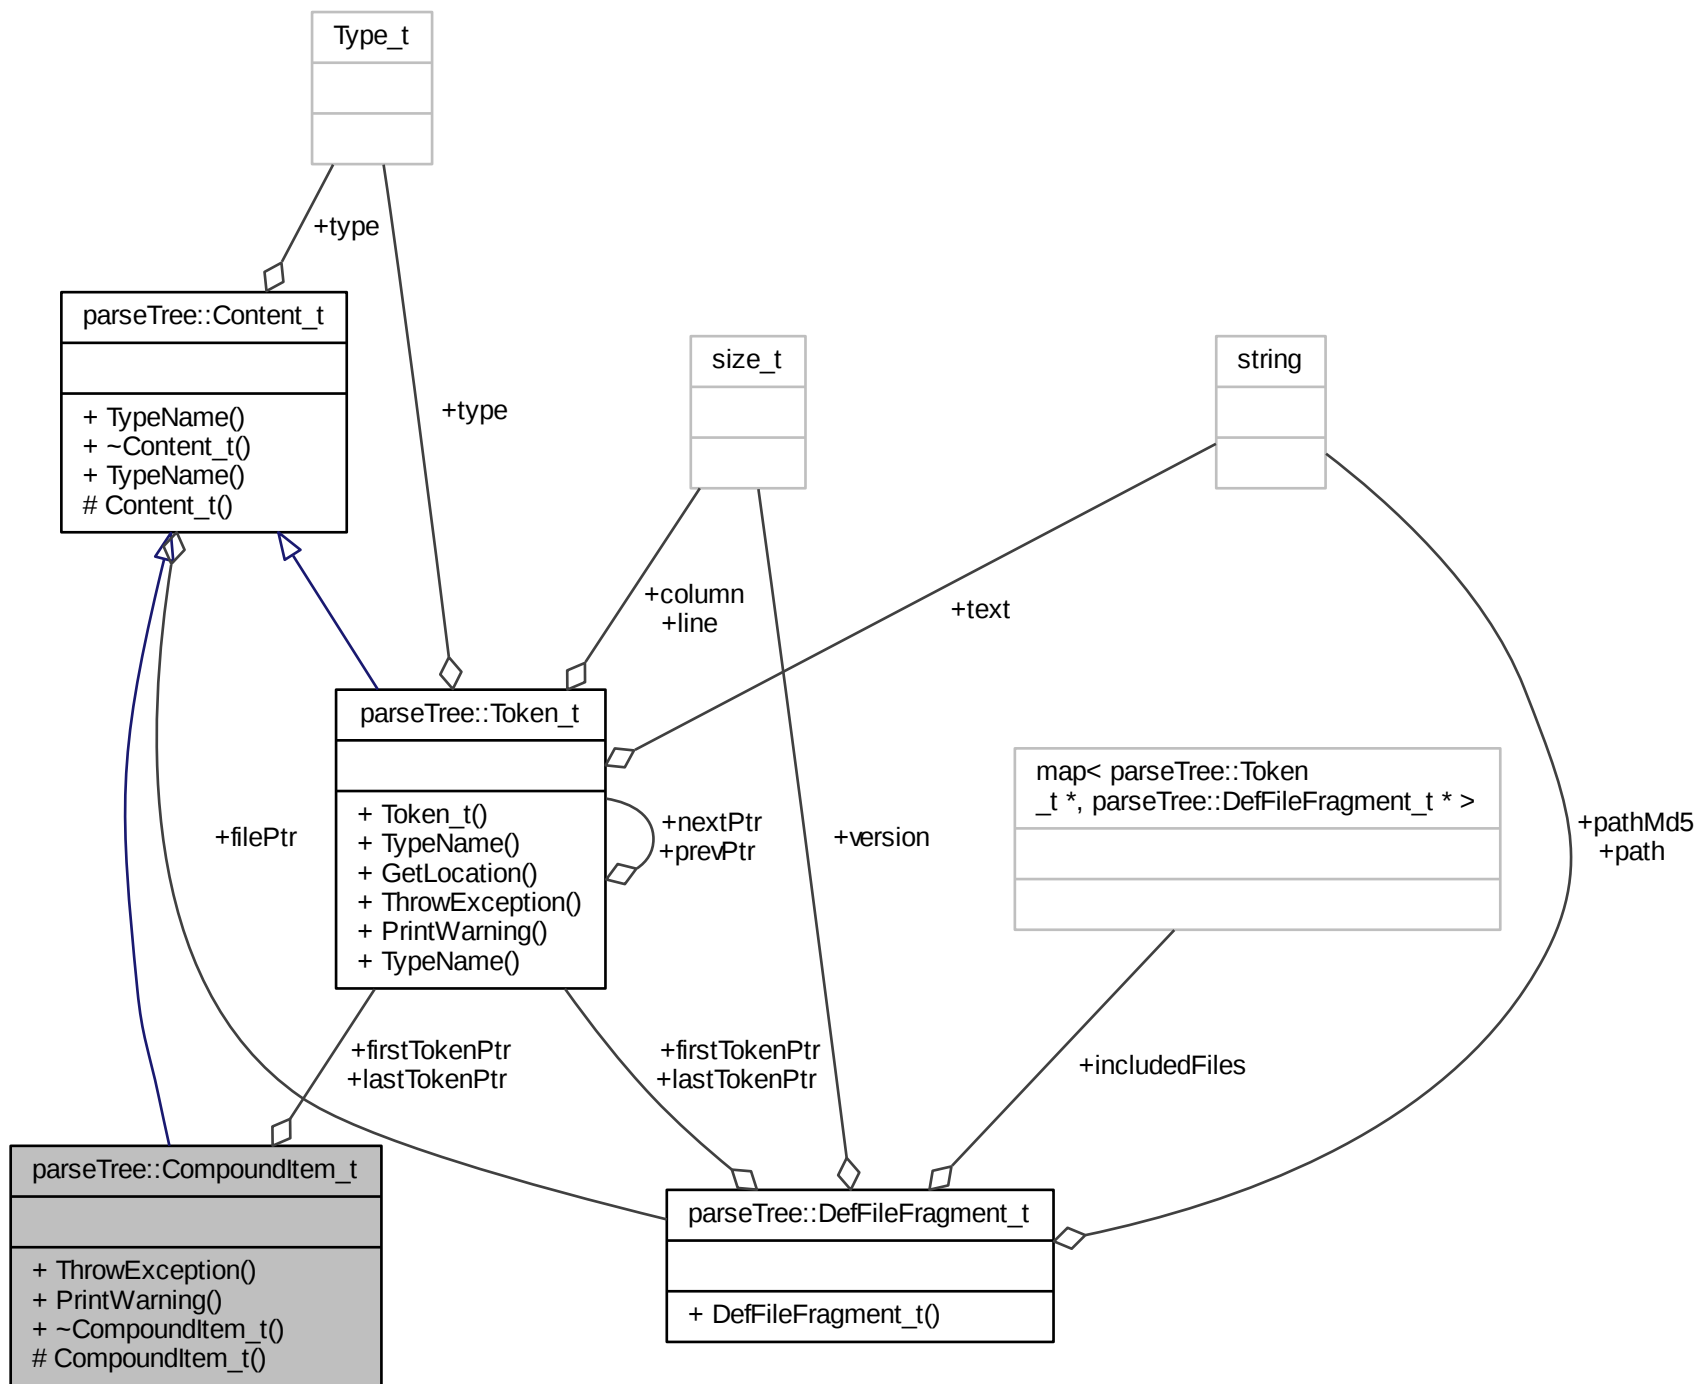 Type_t
+type
parseTree::Content_t
+ TypeName()
+ ~Content_t()
+ TypeName()
# Content_t()
+type
size_t
string
+column
+line
+text
parseTree::Token_t
+ Token_t()
+ TypeName()
+ GetLocation()
+ ThrowException()
+ PrintWarning()
+ TypeName()
+nextPtr
+prevPtr
+filePtr
+version
map< parseTree::Token
_t *, parseTree::DefFileFragment_t * >
+pathMd5
+path
+firstTokenPtr
+lastTokenPtr
+firstTokenPtr
+lastTokenPtr
+includedFiles
parseTree::CompoundItem_t
+ ThrowException()
+ PrintWarning()
+ ~CompoundItem_t()
# CompoundItem_t()
parseTree::DefFileFragment_t
+ DefFileFragment_t()